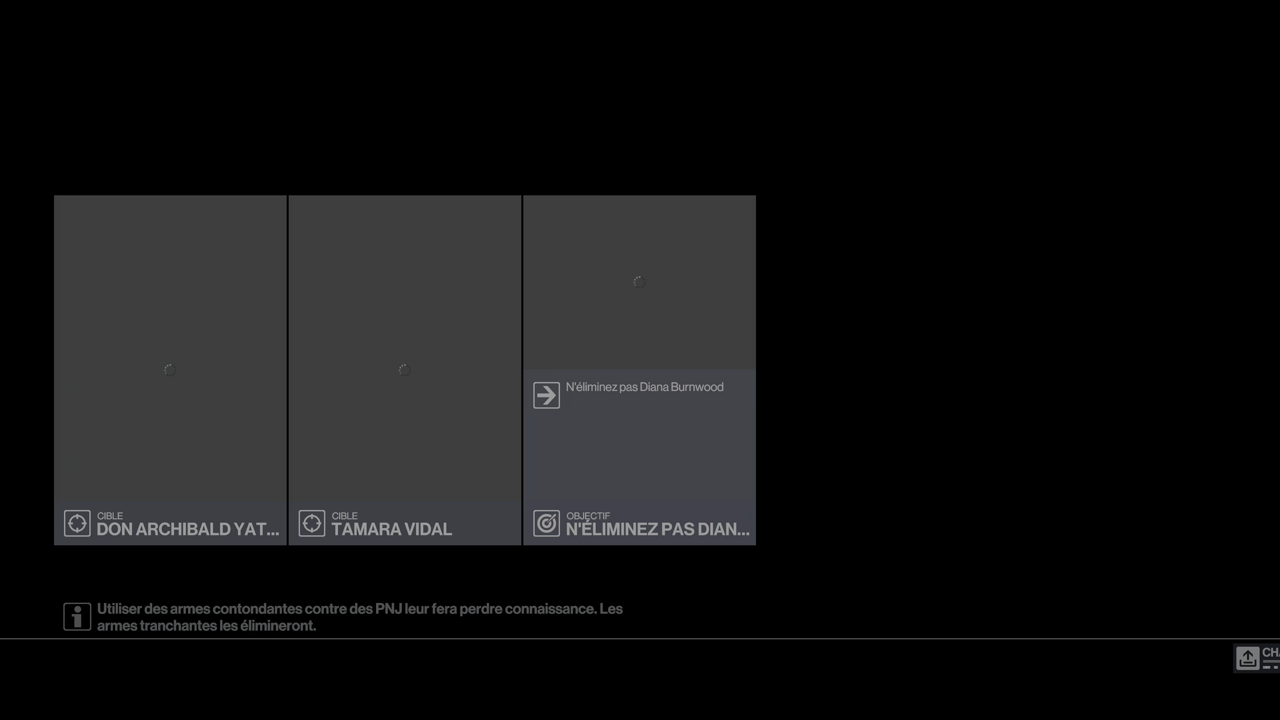 N'éliminez pas Diana Burnwood
CIBLE
DON ARCHIBALD YAT...
CIBLE
TAMARA VIDAL
OBJECTIF
N'ÉLIMINEZ PAS DIAN...
Utiliser des armes contondantes contre des PNJ leur fera perdre connaissance. Les
armes tranchantes les élimineront.